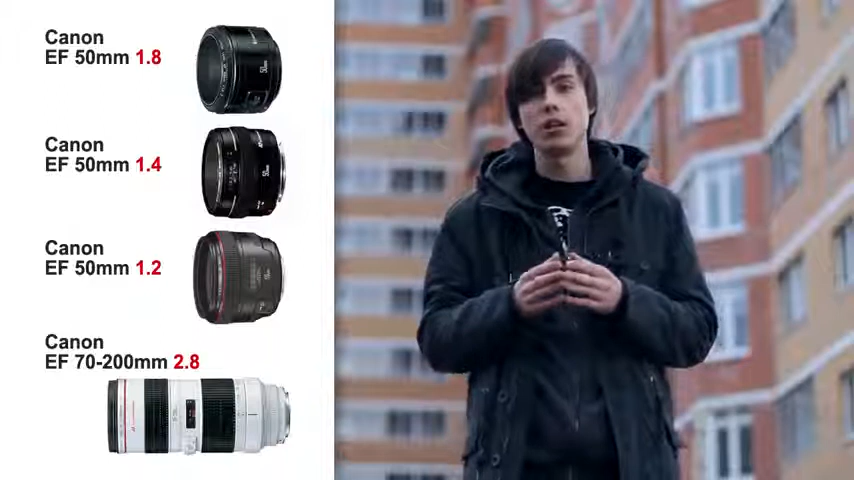 Canon
EF 50mm 1.8
Canon
EF 50mm 1.4
Canon
EF 50mm 1.2
Canon
EF 70-200mm 2.8